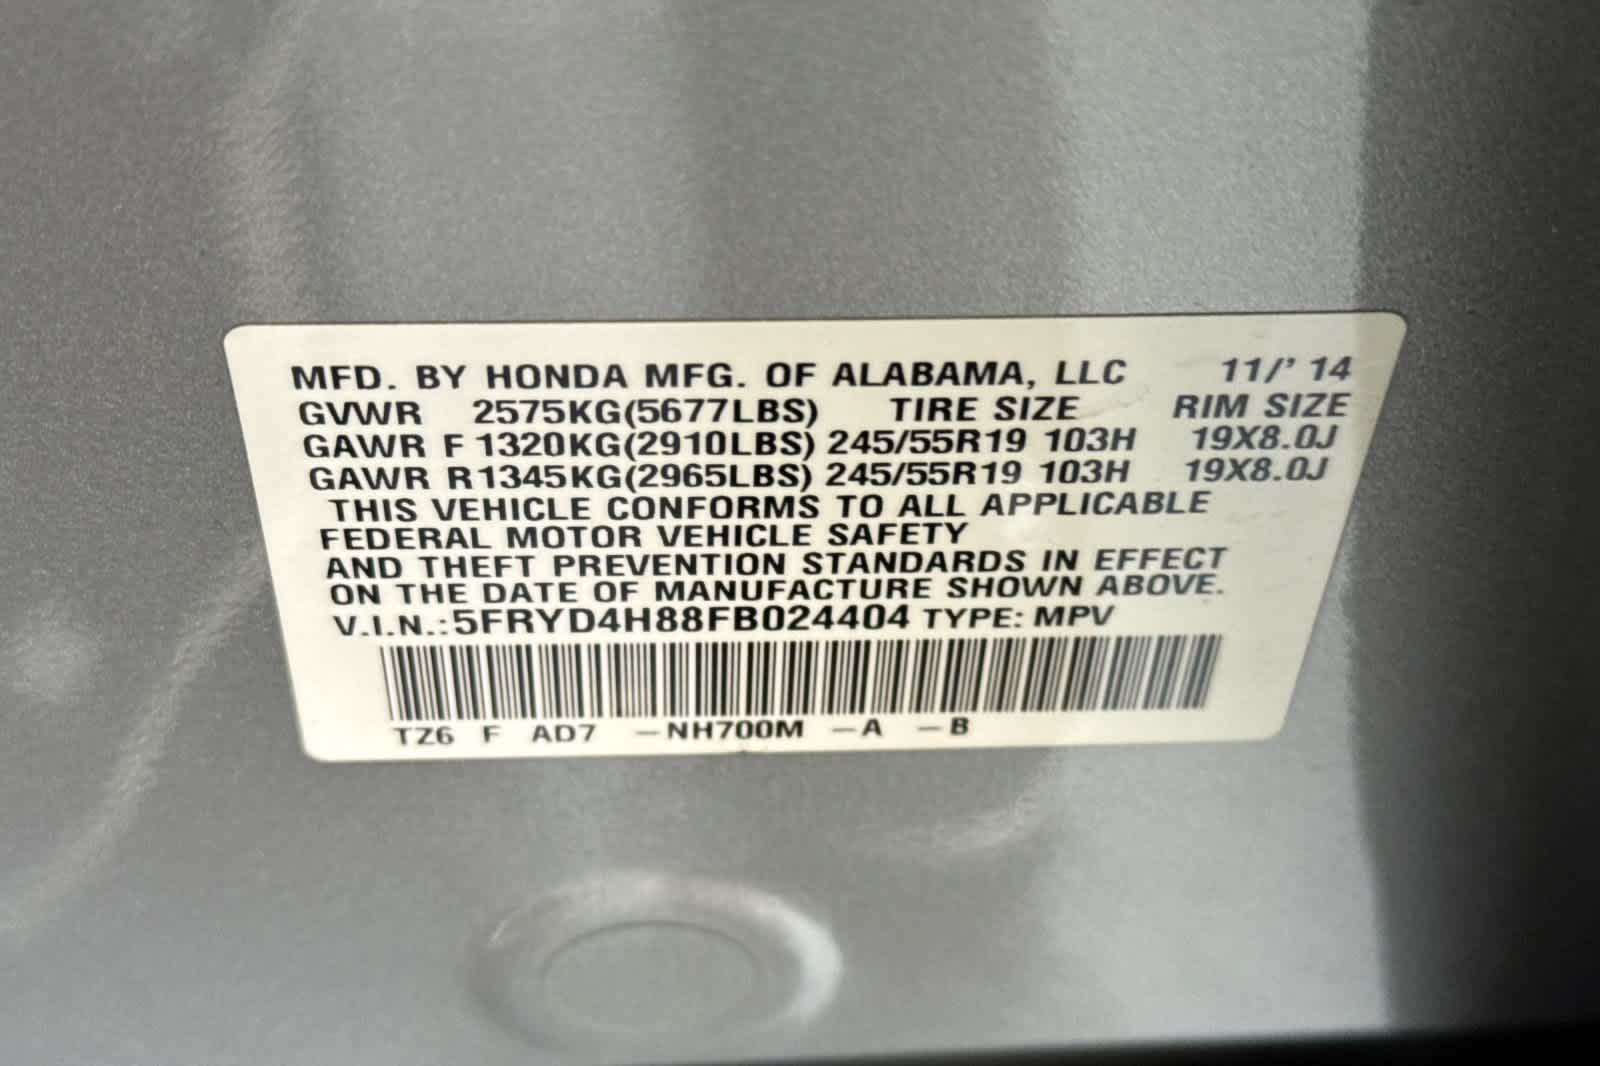 MFD. BY HONDA MFG. OF ALABAMA, LLC 11/' 14
GVWR 2575KG(5677LBS) TIRE SIZE RIM SIZE
GAWR F 1320KG(2910LBS) 245/55R19 103H 19X8.0J
GAWR R 1345KG(2965LBS) 245/55R19 103H 19X8.0J
THIS VEHICLE CONFORMS TO ALL APPLICABLE
FEDERAL MOTOR VEHICLE SAFETY
AND THEFT PREVENTION STANDARDS IN EFFECT
ON THE DATE OF MANUFACTURE SHOWN ABOVE.
V.I.N.: 5FRYD4H88FB024404 TYPE: MPV
TZ6 F AD7 -NH700M -A -B